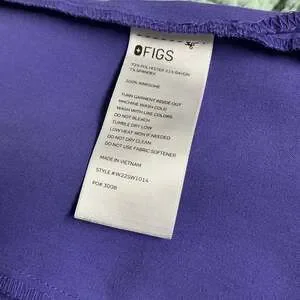 FIGS
72% POLYESTER 21% RAYON
7% SPANDEX
100% AWESOME
TURN GARMENT INSIDE OUT
MACHINE WASH COLD
WASH WITH LIKE COLORS
DO NOT BLEACH
TUMBLE DRY LOW
LOW HEAT IRON IF NEEDED
DO NOT DRY CLEAN
DO NOT USE FABRIC SOFTENER
MADE IN VIETNAM
STYLE #W22SW1014
PO# 3038